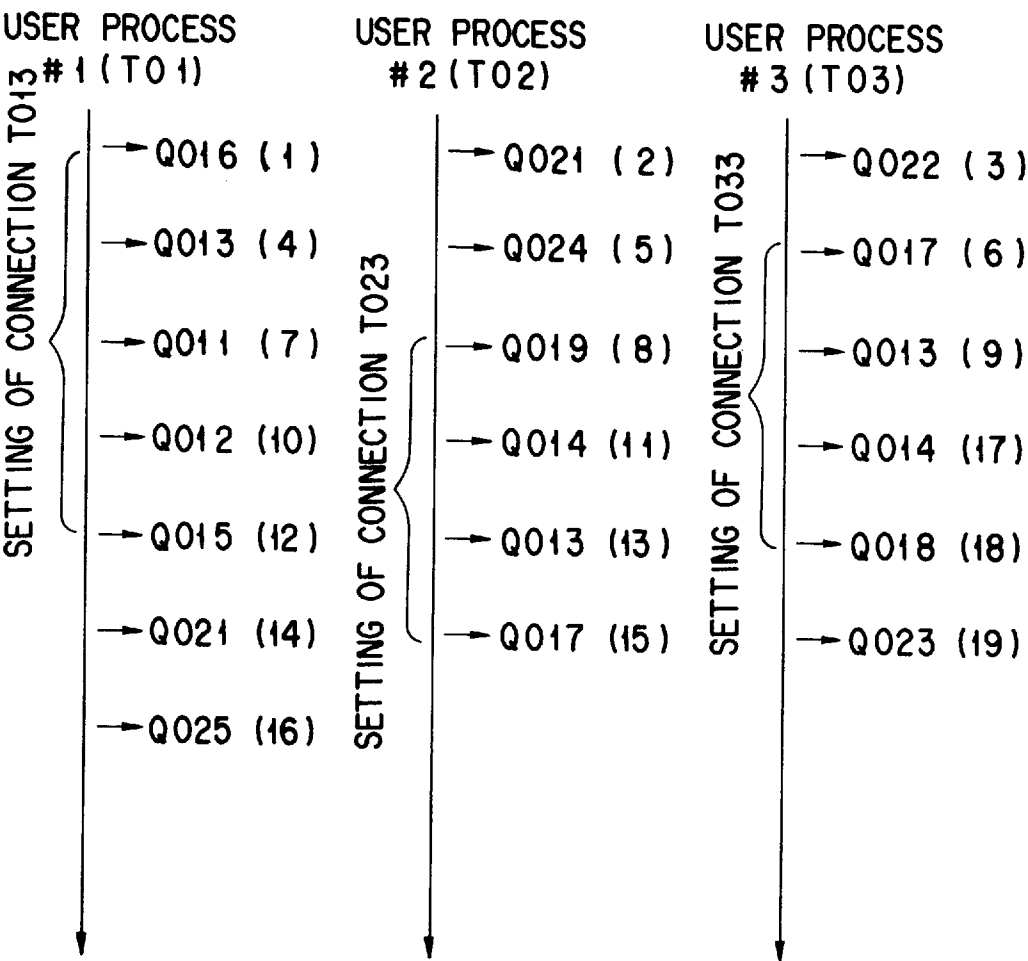 USER PROCESS
#1 (T01)
SETTING OF CONNECTION T013
Q016 (1)
Q013 (4)
Q011 (7)
Q012 (10)
Q015 (12)
Q021 (14)
Q025 (16)
USER PROCESS
#2 (T02)
SETTING OF CONNECTION T023
Q021 (2)
Q024 (5)
Q019 (8)
Q014 (11)
Q013 (13)
Q017 (15)
USER PROCESS
#3 (T03)
SETTING OF CONNECTION T033
Q022 (3)
Q017 (6)
Q013 (9)
Q014 (17)
Q018 (18)
Q023 (19)